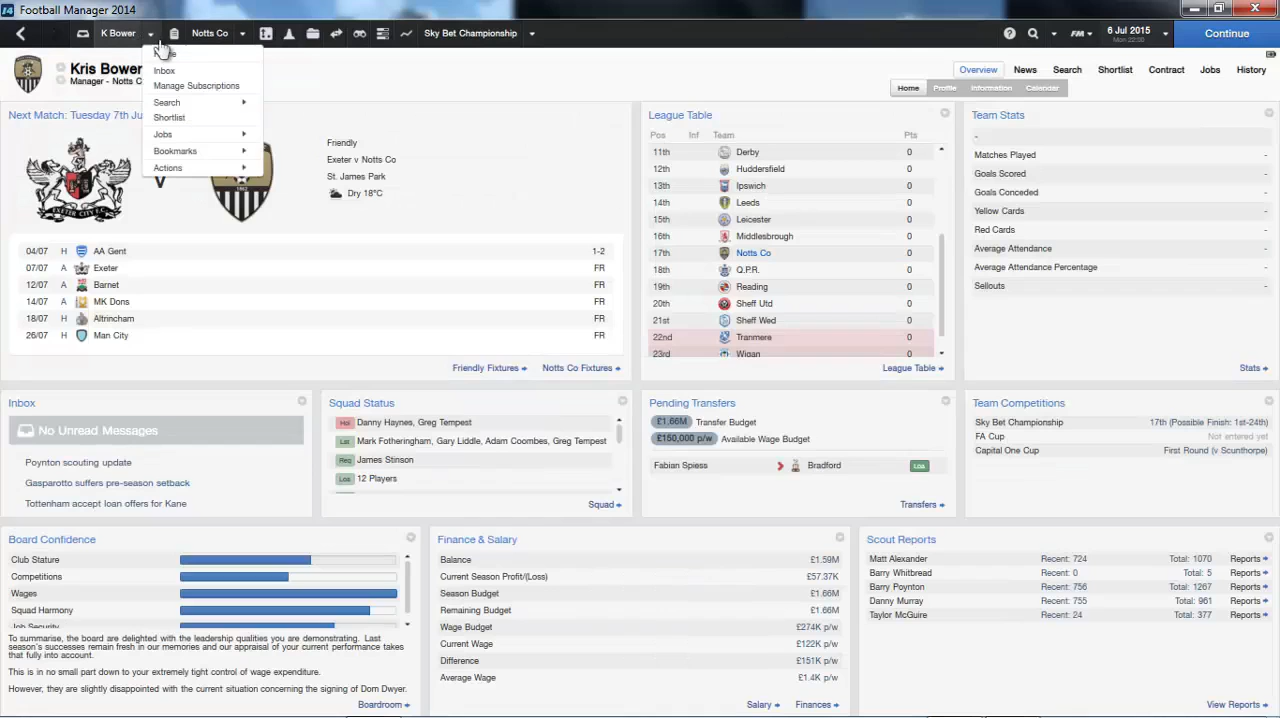 Football Manager 2014
K Bower
Notts Co
Sky Bet Championship
FM
6 Jul 2015
Mon 22:00
Continue
Inbox
Manage Subscriptions
Search
Shortlist
Jobs
Bookmarks
Actions
Kris Bower
Manager - Notts C
Overview News Search Shortlist Contract Jobs History
Home Profile Information Calendar
Next Match: Tuesday 7th Ju
V
1862
EXETER CITY F.C.
Friendly
Exeter v Notts Co
St. James Park
Dry 18°C
04/07 H AA Gent 1-2
07/07 A Exeter FR
12/07 A Barnet FR
14/07 A MK Dons FR
18/07 H Altrincham FR
26/07 H Man City FR
Friendly Fixtures
Notts Co Fixtures
League Table
Pos Inf Team Pts
11th Derby 0
12th Huddersfield 0
13th Ipswich 0
14th Leeds 0
15th Leicester 0
16th Middlesbrough 0
17th Notts Co 0
18th Q.P.R. 0
19th Reading 0
20th Sheff Utd 0
21st Sheff Wed 0
22nd Tranmere 0
23rd Wigan 0
League Table
Team Stats
-
Matches Played -
Goals Scored -
Goals Conceded -
Yellow Cards -
Red Cards -
Average Attendance -
Average Attendance Percentage -
Sellouts -
Stats
Inbox
No Unread Messages
Poynton scouting update
Gasparotto suffers pre-season setback
Tottenham accept loan offers for Kane
Squad Status
Hol Danny Haynes, Greg Tempest
Lst Mark Fotheringham, Gary Liddle, Adam Coombes, Greg Tempest
Req James Stinson
Loa 12 Players
Squad
Pending Transfers
£1.66M Transfer Budget
£150,000 p/w Available Wage Budget
Fabian Spiess Bradford LOA
Transfers
Team Competitions
Sky Bet Championship 17th (Possible Finish: 1st-24th)
FA Cup Not entered yet
Capital One Cup First Round (v Scunthorpe)
Board Confidence
Club Stature
Competitions
Wages
Squad Harmony
Job Security
To summarise, the board are delighted with the leadership qualities you are demonstrating. Last
season's successes remain fresh in our memories and our appraisal of your current performance takes
that fully into account.
This is in no small part down to your extremely tight control of wage expenditure.
However, they are slightly disappointed with the current situation concerning the signing of Dom Dwyer.
Boardroom
Finance & Salary
Balance £1.59M
Current Season Profit/(Loss) £57.37K
Season Budget £1.66M
Remaining Budget £1.66M
Wage Budget £274K p/w
Current Wage £122K p/w
Difference £151K p/w
Average Wage £1.4K p/w
Salary
Finances
Scout Reports
Matt Alexander Recent: 724 Total: 1070 Reports
Barry Whitbread Recent: 0 Total: 5 Reports
Barry Poynton Recent: 756 Total: 1267 Reports
Danny Murray Recent: 755 Total: 961 Reports
Taylor McGuire Recent: 24 Total: 377 Reports
View Reports